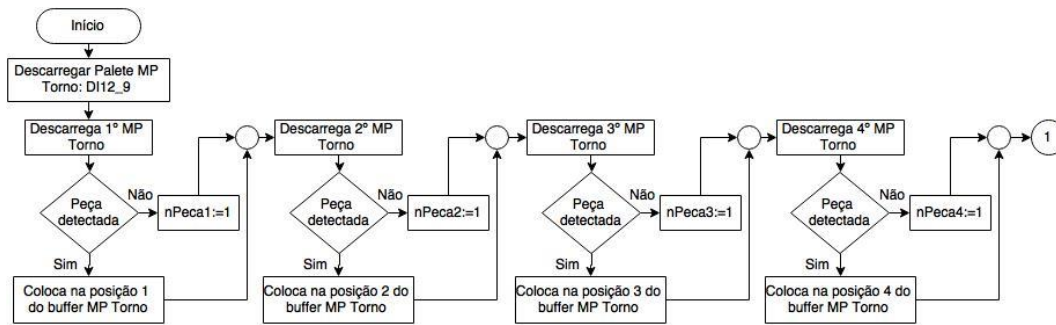 Início
Descarregar Palete MP
Torno: DI12_9
Descarrega 1º MP
Torno
Peça
detectada
Não
nPeca1:=1
Sim
Coloca na posição 1
do buffer MP Torno
Descarrega 2º MP
Torno
Peça
detectada
Não
nPeca2:=1
Sim
Coloca na posição 2 do
buffer MP Torno
Descarrega 3º MP
Torno
Peça
detectada
Não
nPeca3:=1
Sim
Coloca na posição 3 do
buffer MP Torno
Descarrega 4º MP
Torno
Peça
detectada
Não
nPeca4:=1
Sim
Coloca na posição 4 do
buffer MP Torno
1